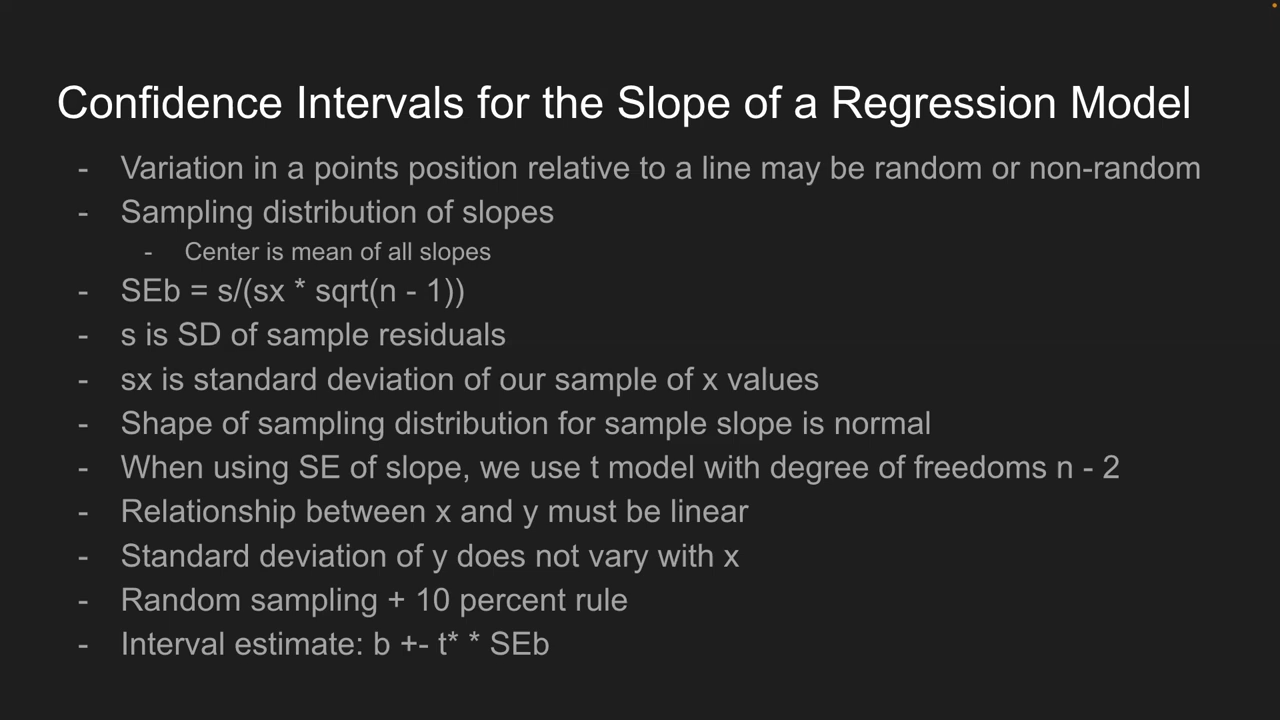 Confidence Intervals for the Slope of a Regression Model
- Variation in a points position relative to a line may be random or non-random
- Sampling distribution of slopes
- Center is mean of all slopes
- SEb = s/(sx * sqrt(n - 1))
- s is SD of sample residuals
- sx is standard deviation of our sample of x values
- Shape of sampling distribution for sample slope is normal
- When using SE of slope, we use t model with degree of freedoms n - 2
- Relationship between x and y must be linear
- Standard deviation of y does not vary with x
- Random sampling + 10 percent rule
- Interval estimate: b +- t* * SEb